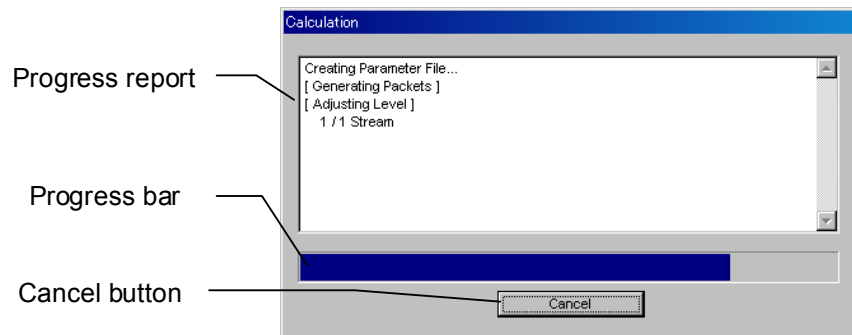 Calculation
Creating Parameter File...
[ Generating Packets ]
[ Adjusting Level ]
1 / 1 Stream
Progress report
Progress bar
Cancel button
Cancel